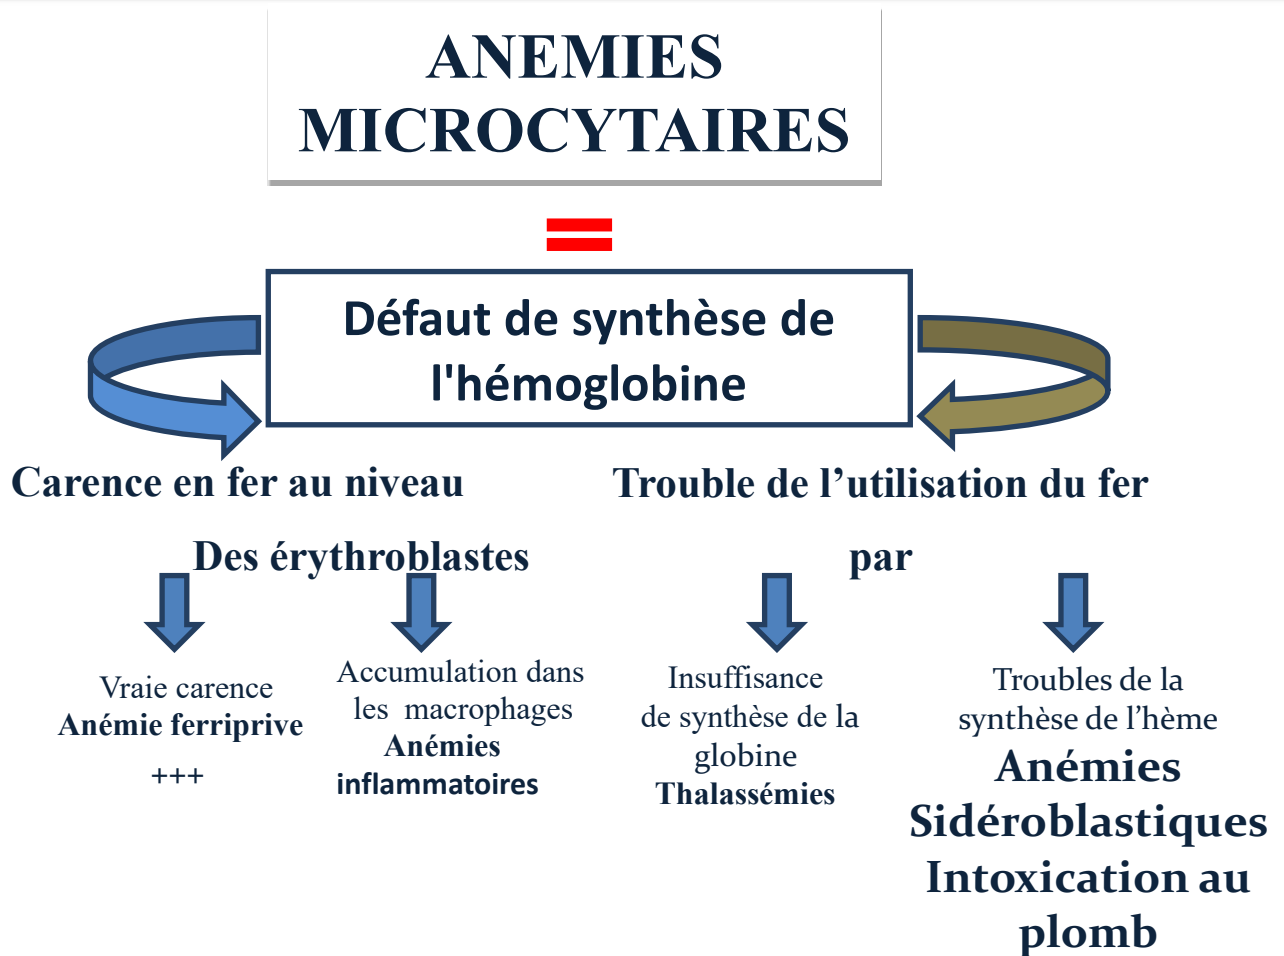 ANEMIES
MICROCYTAIRES
=
Défaut de synthèse de
l'hémoglobine
Carence en fer au niveau
Des érythroblastes
Trouble de l’utilisation du fer
par
Vraie carence
Anémie ferriprive
+++
Accumulation dans
les macrophages
Anémies
inflammatoires
Insuffisance
de synthèse de la
globine
Thalassémies
Troubles de la
synthèse de l’hème
Anémies
Sidéroblastiques
Intoxication au
plomb